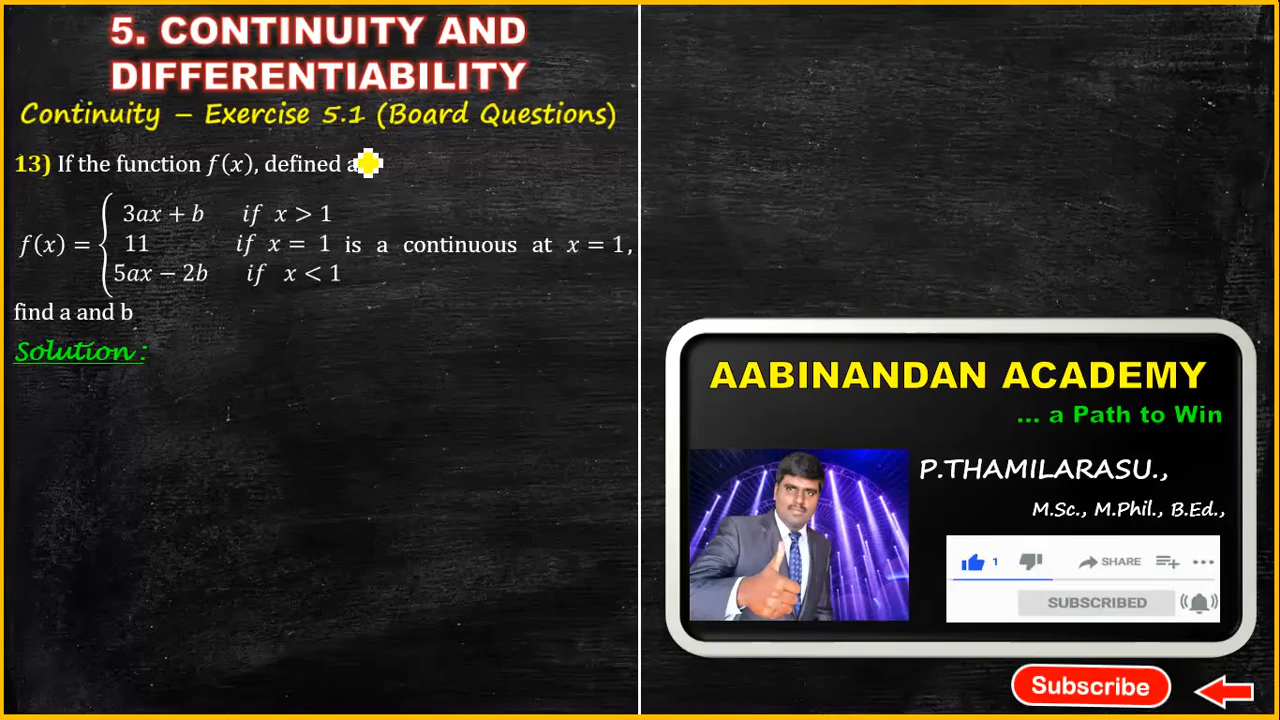 5. CONTINUITY AND
DIFFERENTIABILITY
Continuity – Exercise 5.1 (Board Questions)
13) If the function f(x), defined
3ax + b if x > 1
f(x) = { 11 if x = 1 is a continuous at x = 1,
5ax − 2b if x < 1
find a and b
Solution :
AABINANDAN ACADEMY
... a Path to Win
P.THAMILARASU.,
M.Sc., M.Phil., B.Ed.,
1 SHARE
SUBSCRIBED
Subscribe